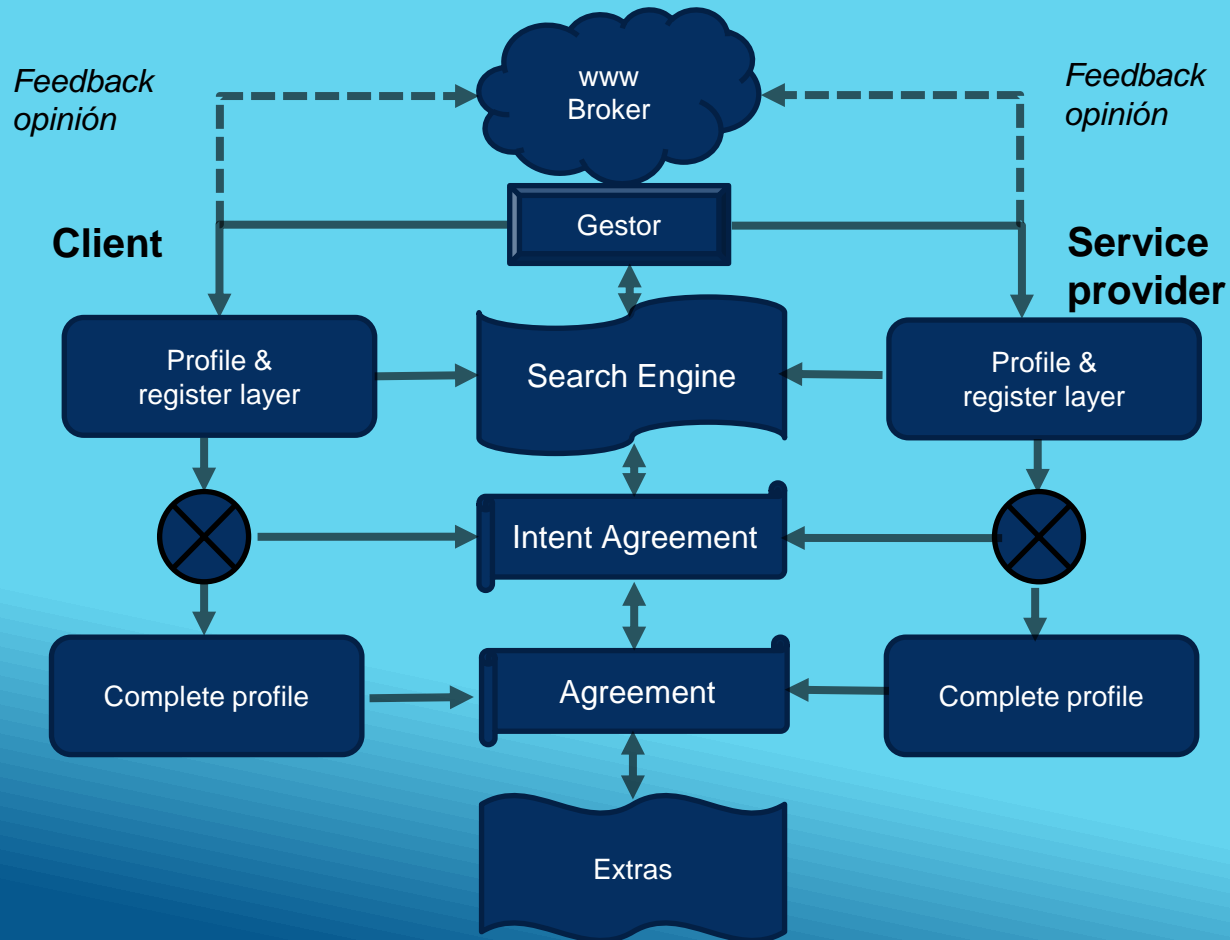 Feedback
opinión
www
Broker
Feedback
opinión
Gestor
Client
Service
provider
Profile &
register layer
Search Engine
Profile &
register layer
Intent Agreement
Complete profile
Agreement
Complete profile
Extras